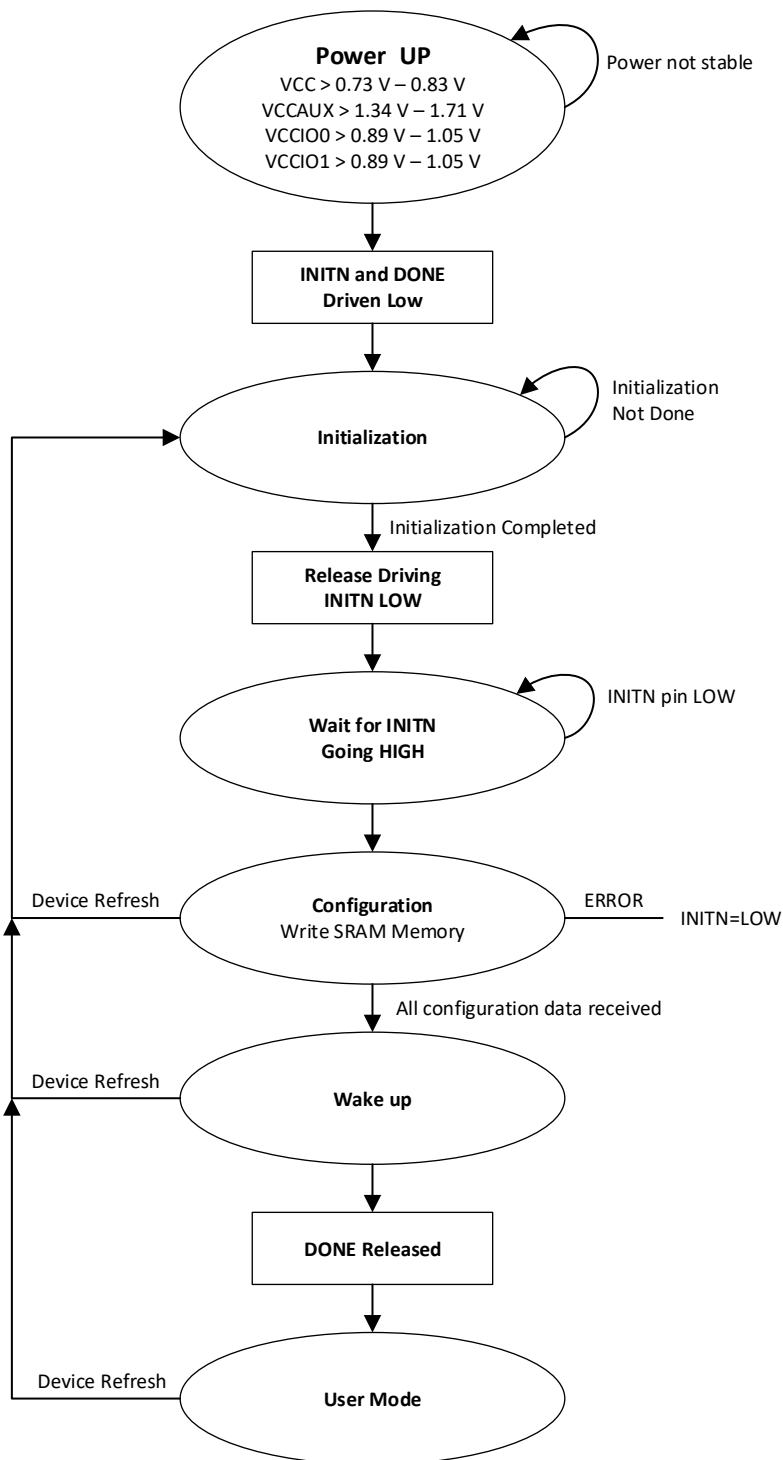 Power UP
VCC > 0.73 V – 0.83 V
VCCAUX > 1.34 V – 1.71 V
VCCIO0 > 0.89 V – 1.05 V
VCCIO1 > 0.89 V – 1.05 V
Power not stable
INITN and DONE
Driven Low
Initialization
Initialization
Not Done
Initialization Completed
Release Driving
INITN LOW
Wait for INITN
Going HIGH
INITN pin LOW
Device Refresh
Configuration
Write SRAM Memory
ERROR
INITN=LOW
All configuration data received
Device Refresh
Wake up
DONE Released
Device Refresh
User Mode